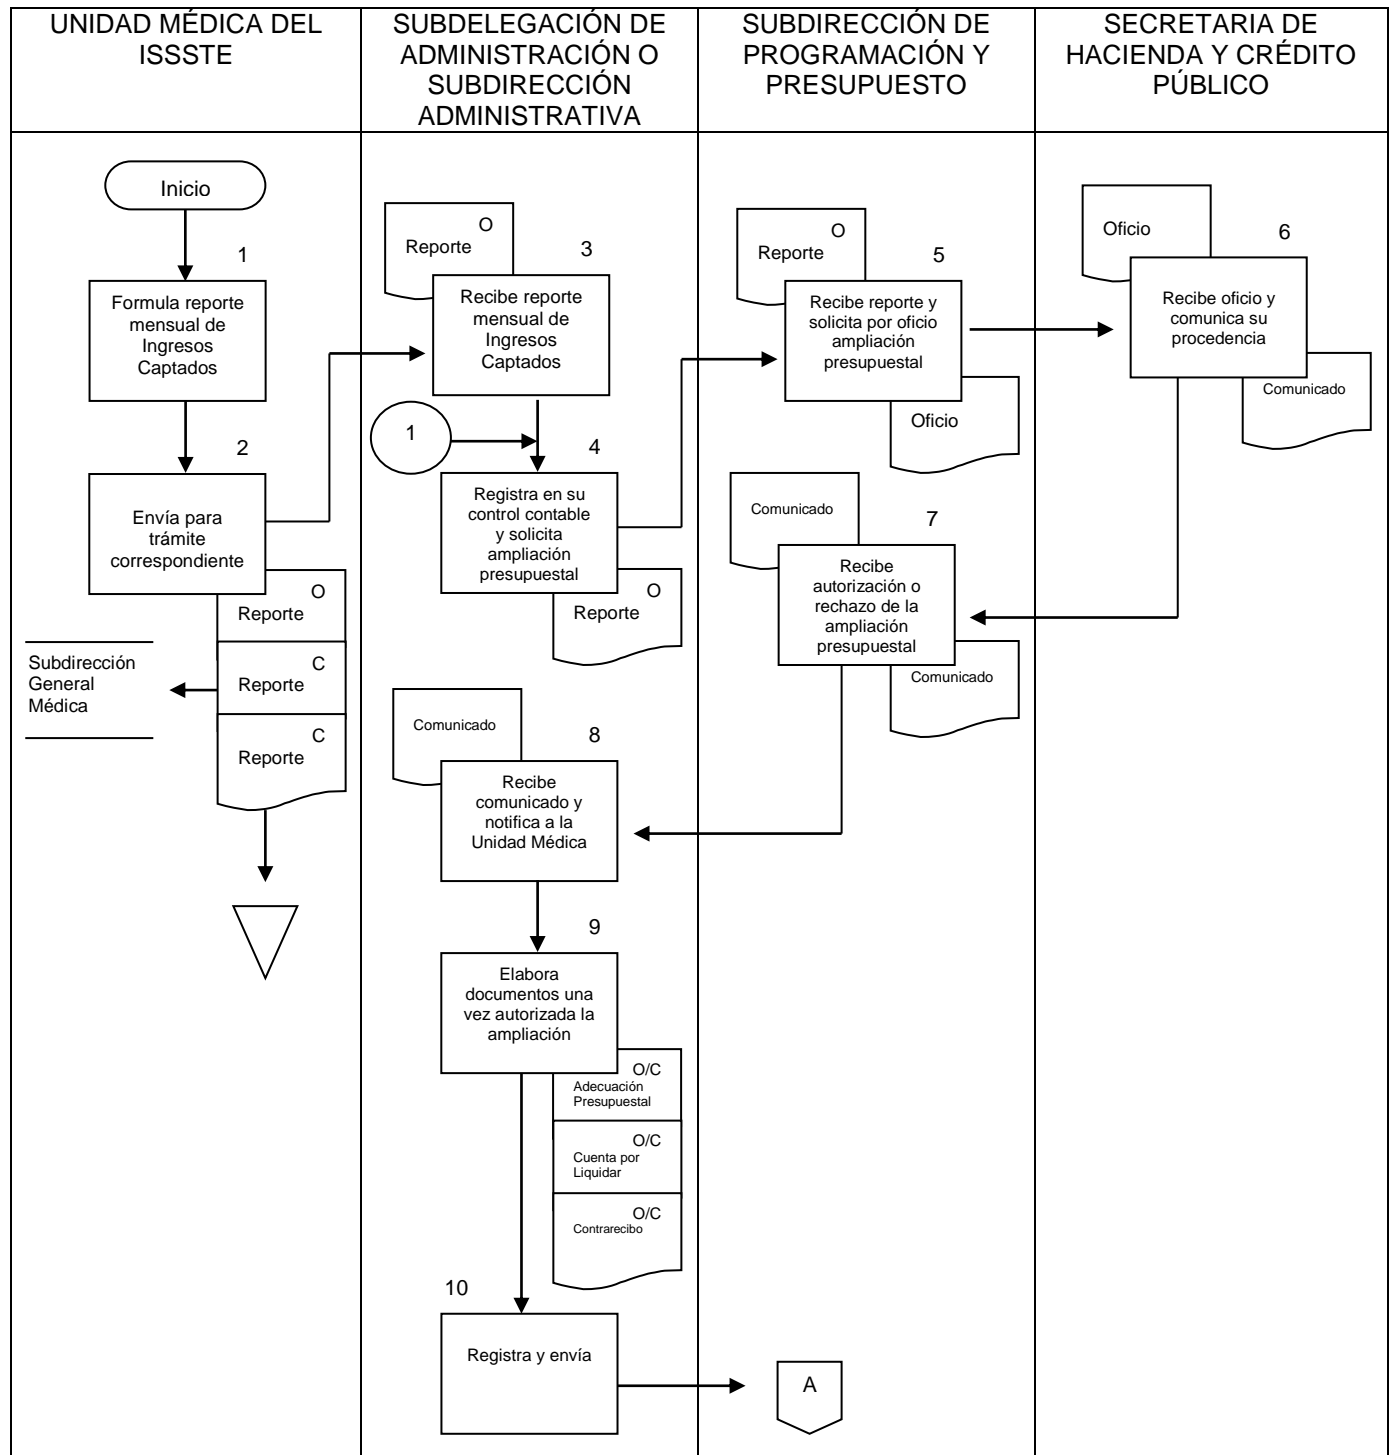 UNIDAD MÉDICA DEL
ISSSTE
SUBDELEGACIÓN DE
ADMINISTRACIÓN O
SUBDIRECCIÓN
ADMINISTRATIVA
SUBDIRECCIÓN DE
PROGRAMACIÓN Y
PRESUPUESTO
SECRETARIA DE
HACIENDA Y CRÉDITO
PÚBLICO
Inicio
1
Formula reporte
mensual de
Ingresos
Captados
2
Envía para
trámite
correspondiente
O
Reporte
C
Reporte
C
Reporte
Subdirección
General
Médica
O
Reporte
3
Recibe reporte
mensual de
Ingresos
Captados
1
4
Registra en su
control contable
y solicita
ampliación
presupuestal
O
Reporte
O
Reporte
5
Recibe reporte y
solicita por oficio
ampliación
presupuestal
Oficio
Oficio
6
Recibe oficio y
comunica su
procedencia
Comunicado
Comunicado
7
Recibe
autorización o
rechazo de la
ampliación
presupuestal
Comunicado
Comunicado
8
Recibe
comunicado y
notifica a la
Unidad Médica
9
Elabora
documentos una
vez autorizada la
ampliación
O/C
Adecuación
Presupuestal
O/C
Cuenta por
Liquidar
O/C
Contrarecibo
10
Registra y envía
A